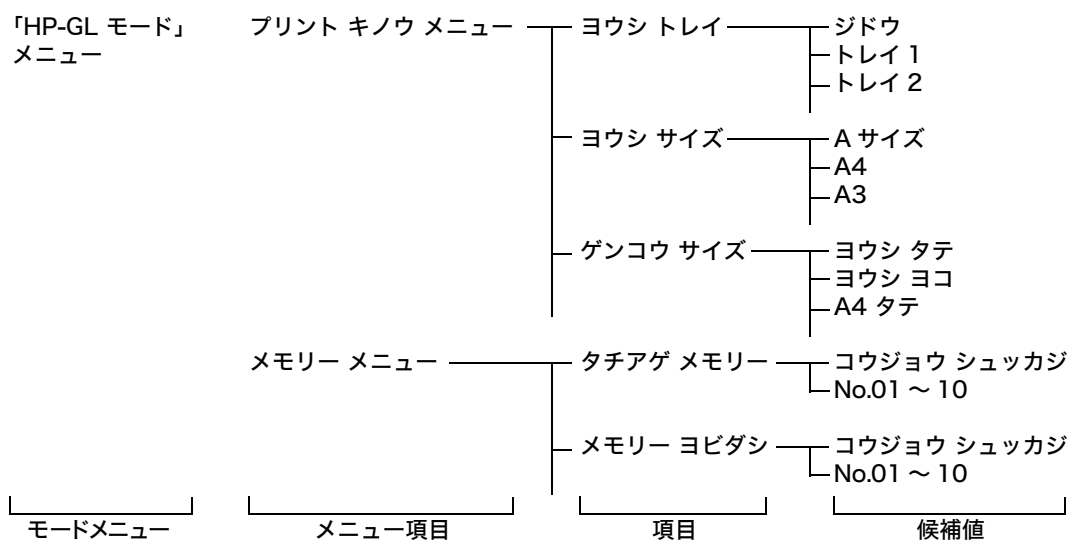 「HP-GL モード」
メニュー
プリント キノウ メニュー
ヨウシ トレイ
ジドウ
トレイ 1
トレイ 2
ヨウシ サイズ
A サイズ
A4
A3
ゲンコウ サイズ
ヨウシ タテ
ヨウシ ヨコ
A4 タテ
メモリー メニュー
タチアゲ メモリー
コウジョウ シュッカジ
No.01 ～ 10
メモリー ヨビダシ
コウジョウ シュッカジ
No.01 ～ 10
モードメニュー
メニュー項目
項目
候補値